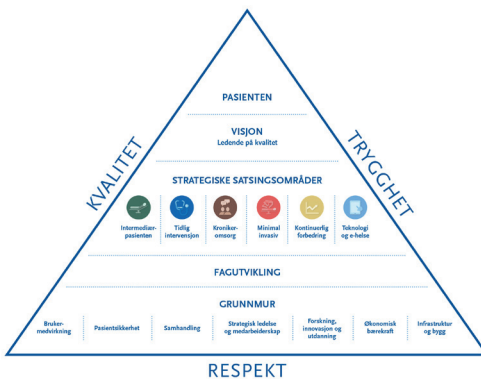 PASIENTEN
VISJON
Ledende på kvalitet
KVALITET
TRYGGHET
STRATEGISKE SATSINGSOMRÅDER
Intermediær-
pasienten
Tidlig
intervensjon
Kroniker-
omsorg
Minimal
invasiv
Kontinuerlig
forbedring
Teknologi
og e-helse
FAGUTVIKLING
GRUNNMUR
Bruker-
medvirkning
Pasientsikkerhet
Samhandling
Strategisk ledelse
og medarbeiderskap
Forskning,
innovasjon og
utdanning
Økonomisk
bærekraft
Infrastruktur
og bygg
RESPEKT